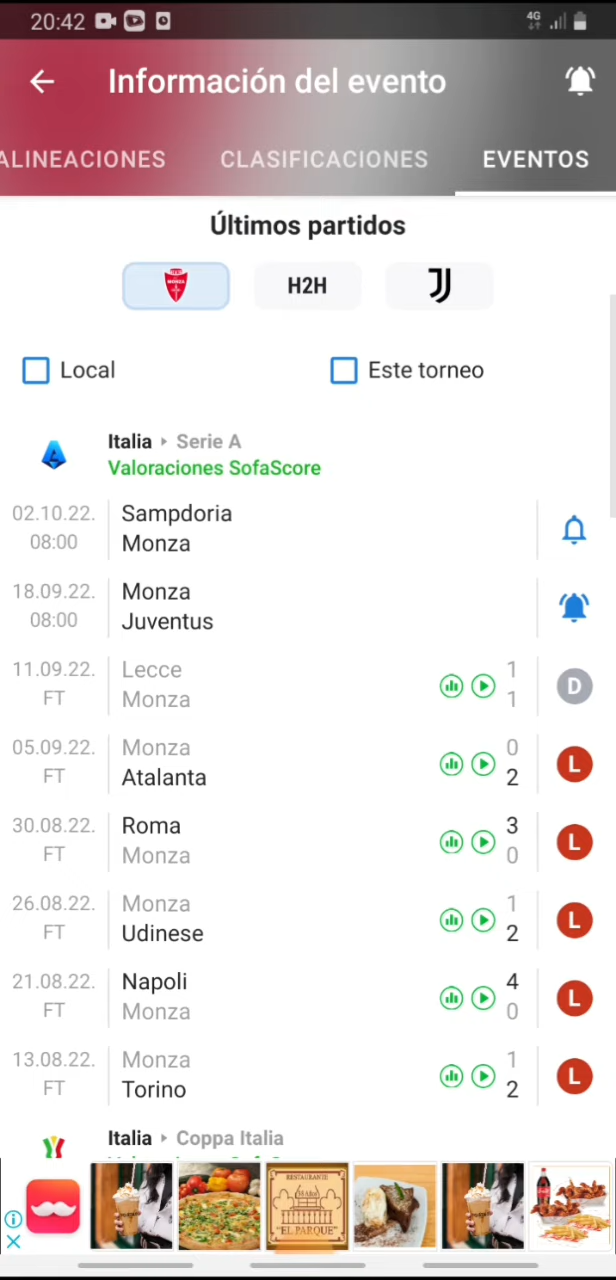 20:42
4G
Información del evento
ALINEACIONES CLASIFICACIONES EVENTOS
Últimos partidos
MONZA H2H
Local Este torneo
Italia Serie A
Valoraciones SofaScore
02.10.22. Sampdoria
08:00 Monza
18.09.22. Monza
08:00 Juventus
11.09.22. Lecce 1
FT Monza 1 D
05.09.22. Monza 0
FT Atalanta 2 L
30.08.22. Roma 3
FT Monza 0 L
26.08.22. Monza 1
FT Udinese 2 L
21.08.22. Napoli 4
FT Monza 0 L
13.08.22. Monza 1
FT Torino 2 L
Italia Coppa Italia
RESTAURANTE
"EL PARQUE"